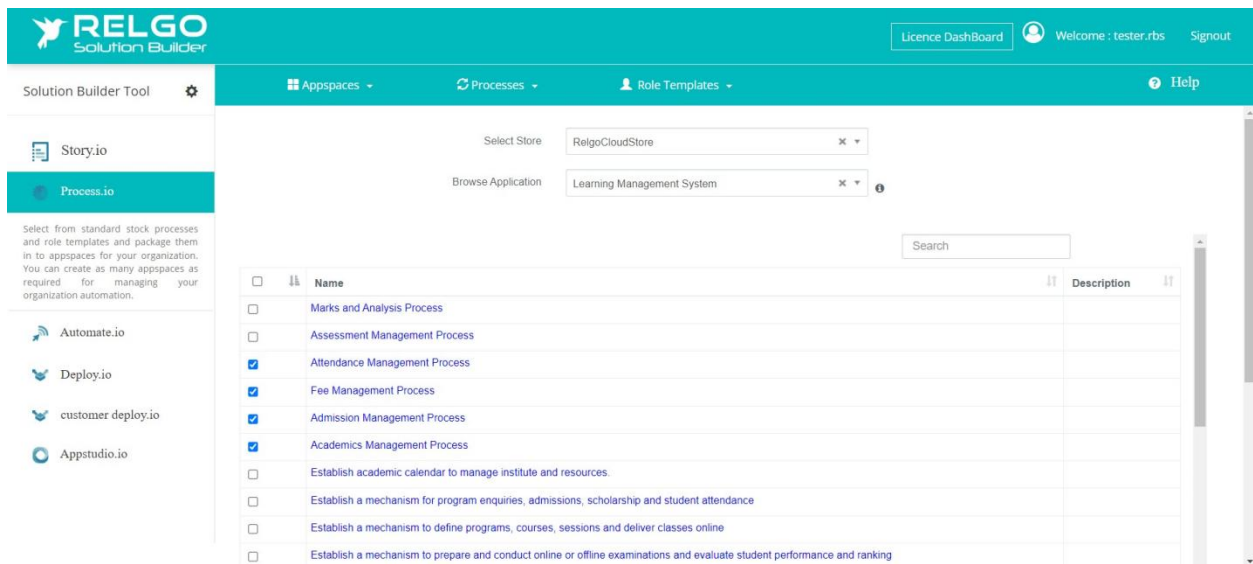 RELGO
Solution Builder
Licence DashBoard
Welcome : tester.rbs
Signout
Solution Builder Tool
Appspaces
Processes
Role Templates
Help
Story.io
Process.io
Select from standard stock processes
and role templates and package them
in to appspaces for your organization.
You can create as many appspaces as
required for managing your
organization automation.
Automate.io
Deploy.io
customer deploy.io
Appstudio.io
Select Store
RelgoCloudStore
Browse Application
Learning Management System
Search
Name
Description
Marks and Analysis Process
Assessment Management Process
Attendance Management Process
Fee Management Process
Admission Management Process
Academics Management Process
Establish academic calendar to manage institute and resources.
Establish a mechanism for program enquiries, admissions, scholarship and student attendance
Establish a mechanism to define programs, courses, sessions and deliver classes online
Establish a mechanism to prepare and conduct online or offline examinations and evaluate student performance and ranking